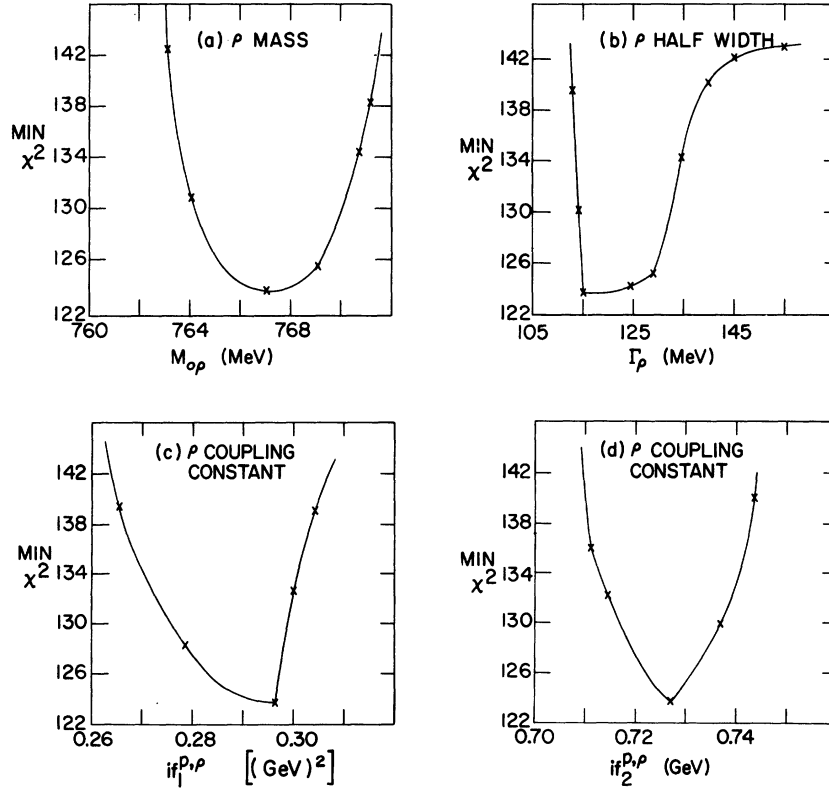 (a) ρ MASS
142
138
MIN
χ²
134
130
126
122
760
764
768
M₀ρ (MeV)
(b) ρ HALF WIDTH
142
138
MIN
χ²
134
130
126
122
105
125
145
Γρ (MeV)
(c) ρ COUPLING
CONSTANT
142
138
MIN
χ²
134
130
126
122
0.26
0.28
0.30
if₁ᵖ,ρ [(GeV)²]
(d) ρ COUPLING
CONSTANT
142
138
MIN
χ²
134
130
126
122
0.70
0.72
0.74
if₂ᵖ,ρ (GeV)